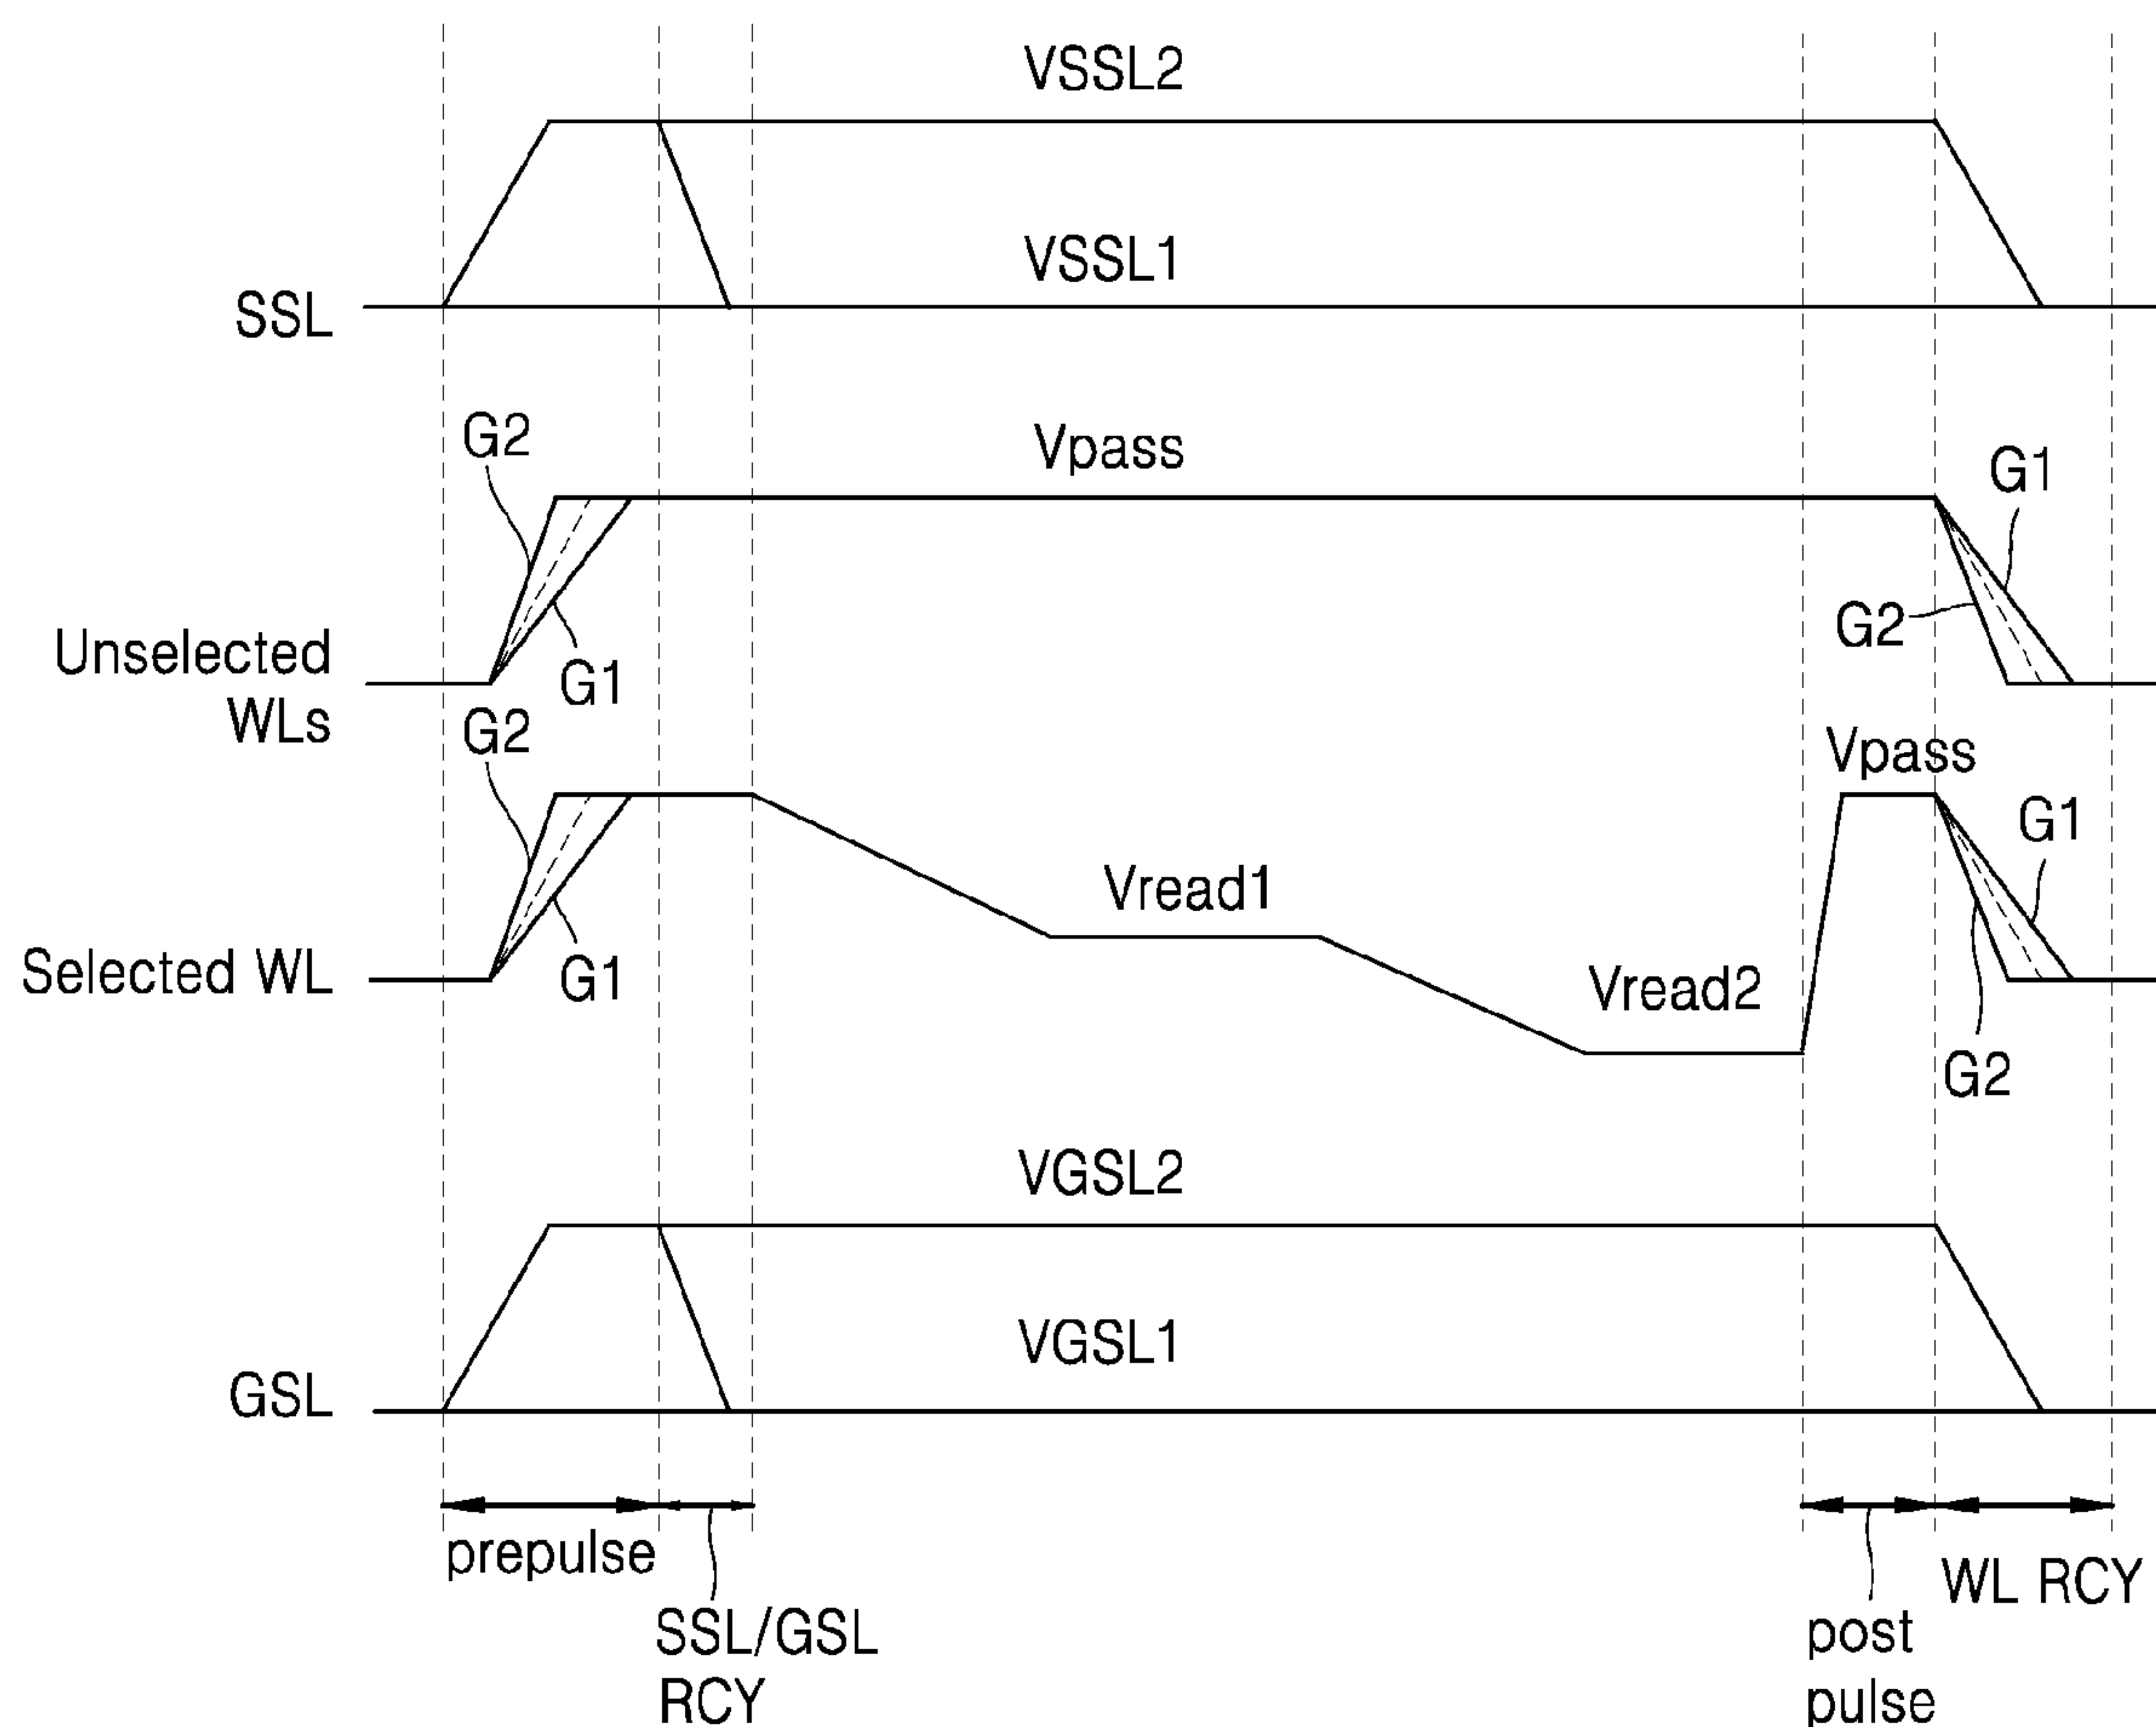 VSSL2
VSSL1
SSL
G2
Vpass
G1
Unselected
WLs
G1
G2
G2
Vpass
G1
Vread1
Selected WL
G1
Vread2
G2
VGSL2
VGSL1
GSL
prepulse
WL RCY
SSL/GSL
RCY
post
pulse